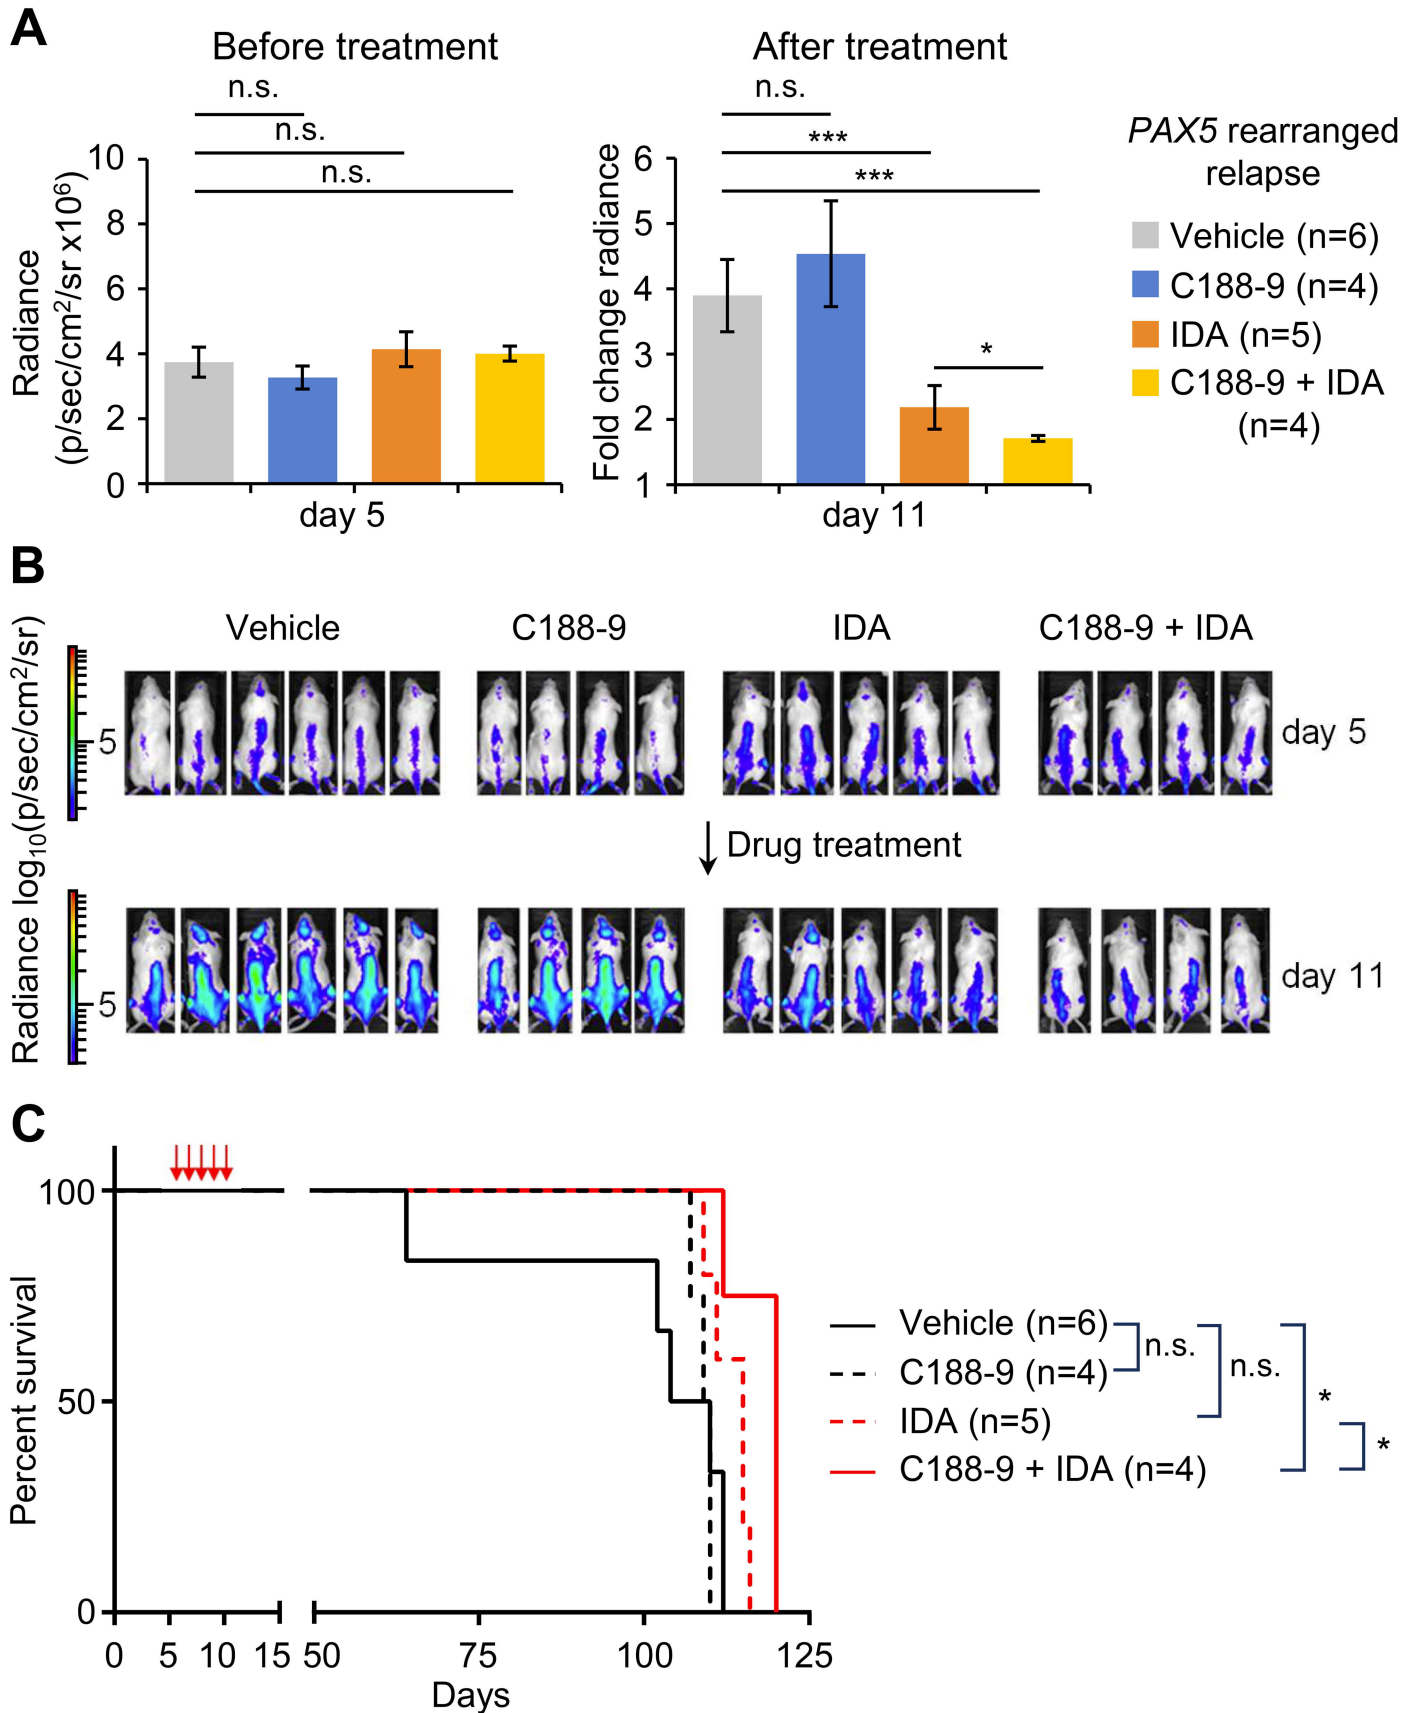 A
Before treatment
n.s.
n.s.
n.s.
Radiance
(p/sec/cm²/sr x10⁶)
10
8
6
4
2
0
day 5
After treatment
n.s.
***
***
*
Fold change radiance
6
5
4
3
2
1
day 11
PAX5 rearranged
relapse
Vehicle (n=6)
C188-9 (n=4)
IDA (n=5)
C188-9 + IDA
(n=4)
B
Vehicle
C188-9
IDA
C188-9 + IDA
Radiance log₁₀(p/sec/cm²/sr)
5
day 5
Drug treatment
5
day 11
C
Percent survival
100
50
0
0
5
10
15
50
75
100
125
Days
Vehicle (n=6)
C188-9 (n=4)
IDA (n=5)
C188-9 + IDA (n=4)
n.s.
n.s.
*
*